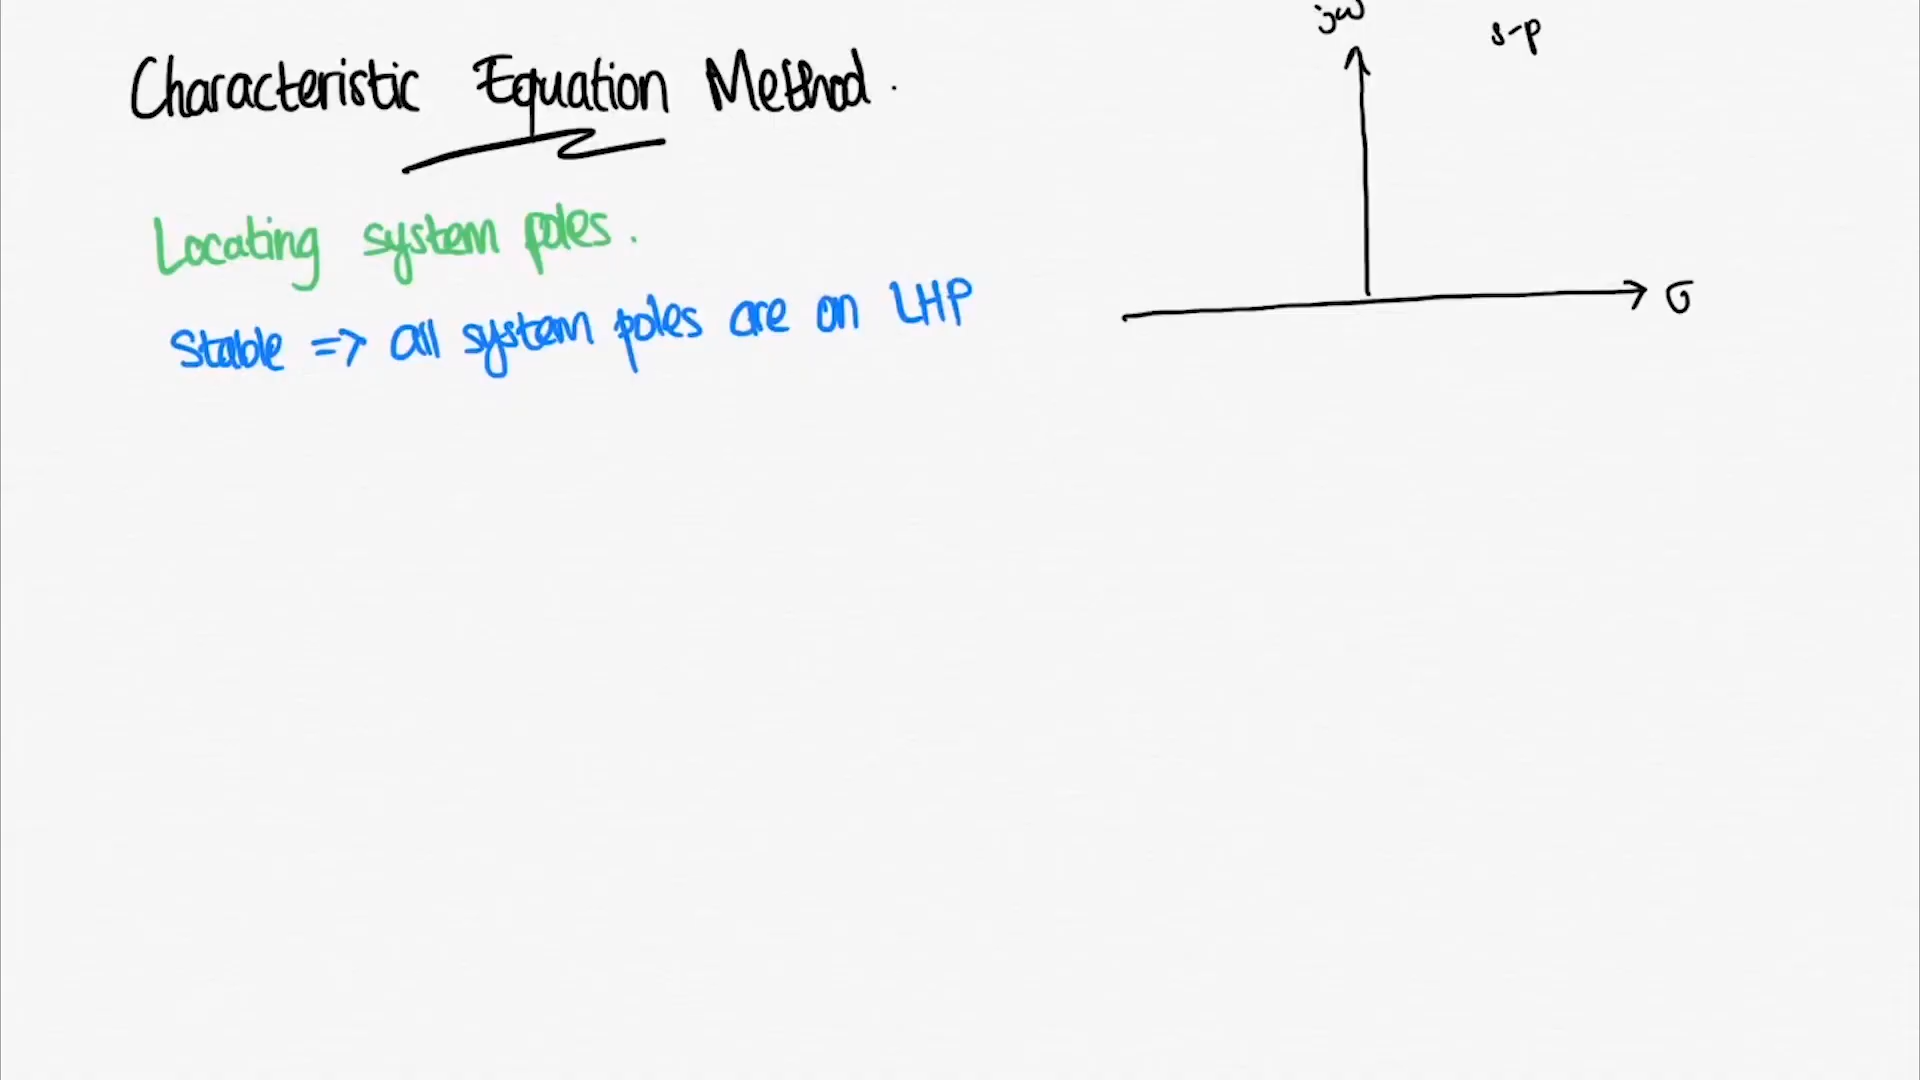 jω
s-p
Characteristic Equation Method.
Locating system poles.
σ
Stable => all system poles are on LHP